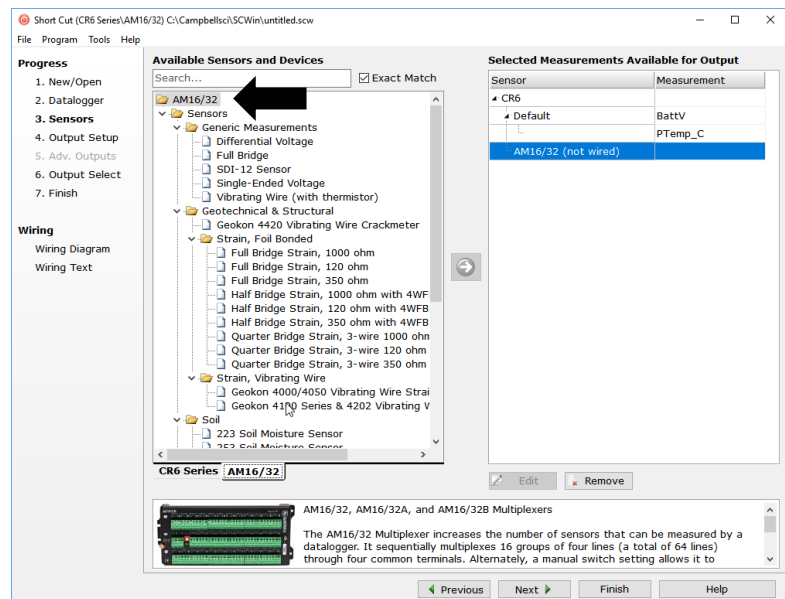 Short Cut (CR6 Series\AM16/32) C:\Campbellsci\SCWin\untitled.scw
File Program Tools Help
Progress
1. New/Open
2. Datalogger
3. Sensors
4. Output Setup
5. Adv. Outputs
6. Output Select
7. Finish
Wiring
Wiring Diagram
Wiring Text
Available Sensors and Devices
Search...
Exact Match
AM16/32
Sensors
Generic Measurements
Differential Voltage
Full Bridge
SDI-12 Sensor
Single-Ended Voltage
Vibrating Wire (with thermistor)
Geotechnical & Structural
Geokon 4420 Vibrating Wire Crackmeter
Strain, Foil Bonded
Full Bridge Strain, 1000 ohm
Full Bridge Strain, 120 ohm
Full Bridge Strain, 350 ohm
Half Bridge Strain, 1000 ohm with 4WF
Half Bridge Strain, 120 ohm with 4WFB
Half Bridge Strain, 350 ohm with 4WFB
Quarter Bridge Strain, 3-wire 1000 ohm
Quarter Bridge Strain, 3-wire 120 ohm
Quarter Bridge Strain, 3-wire 350 ohm
Strain, Vibrating Wire
Geokon 4000/4050 Vibrating Wire Strai
Geokon 4100 Series & 4202 Vibrating W
Soil
223 Soil Moisture Sensor
253 Soil Moisture Sensor
CR6 Series AM16/32
Selected Measurements Available for Output
Sensor Measurement
CR6
Default BattV
PTemp_C
AM16/32 (not wired)
Edit Remove
AM16/32, AM16/32A, and AM16/32B Multiplexers
The AM16/32 Multiplexer increases the number of sensors that can be measured by a
datalogger. It sequentially multiplexes 16 groups of four lines (a total of 64 lines)
through four common terminals. Alternately, a manual switch setting allows it to
Previous Next Finish Help